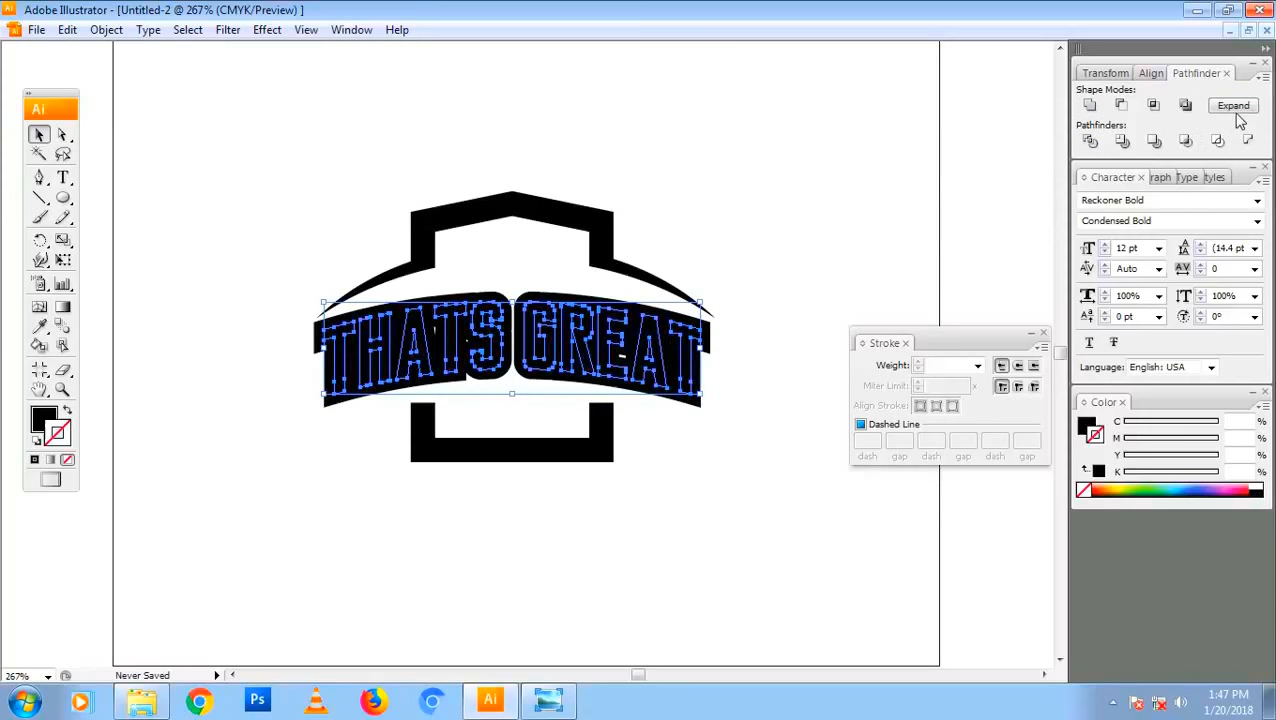 Adobe Illustrator - [Untitled-2 @ 267% (CMYK/Preview) ]
File Edit Object Type Select Filter Effect View Window Help
Ai
THATS GREAT
Transform Align Pathfinder
Shape Modes:
Expand
Pathfinders:
Character graph Type tyles
Reckoner Bold
Condensed Bold
12 pt (14.4 pt
Auto 0
100% 100%
0 pt 0°
Language: English: USA
Stroke
Weight:
Miter Limit: x
Align Stroke:
Dashed Line
dash gap dash gap dash gap
Color
C %
M %
Y %
K %
267% Never Saved
Ps Ai
1:47 PM
1/20/2018